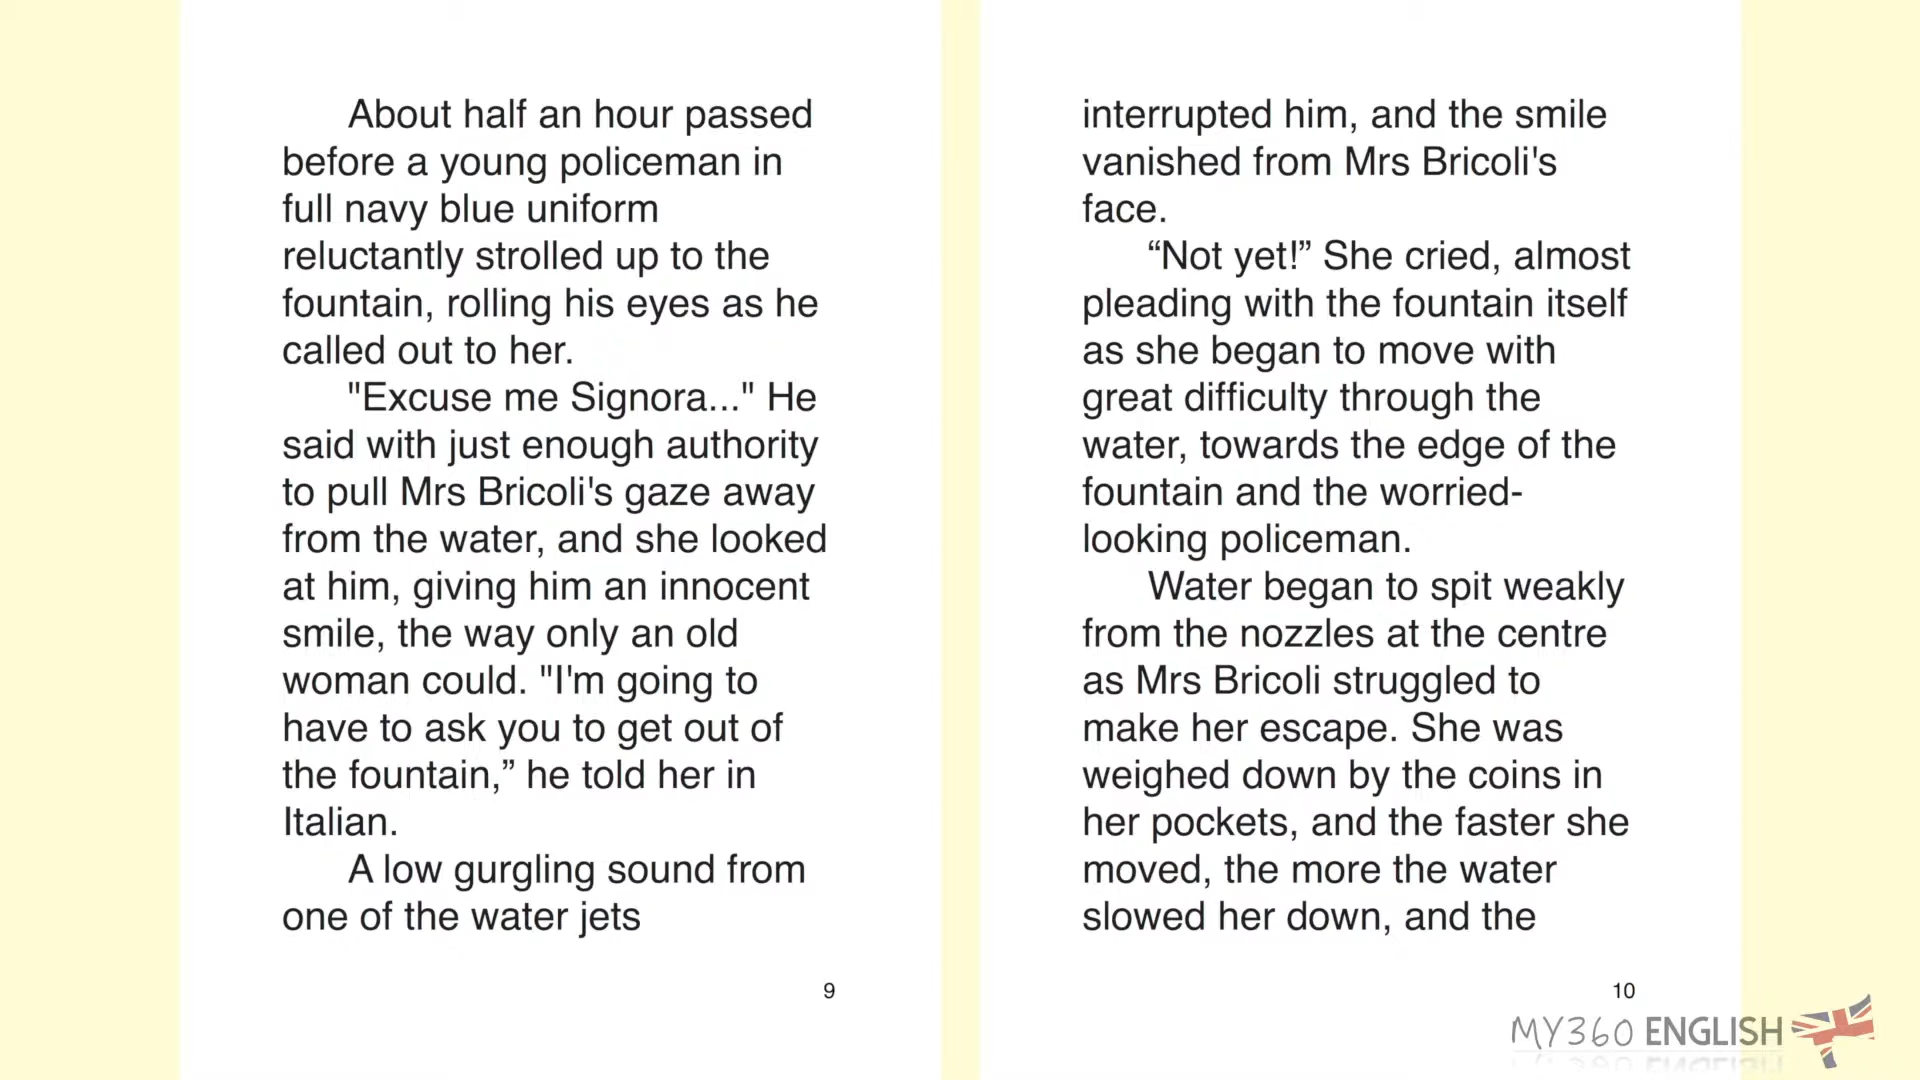 About half an hour passed
before a young policeman in
full navy blue uniform
reluctantly strolled up to the
fountain, rolling his eyes as he
called out to her.
"Excuse me Signora..." He
said with just enough authority
to pull Mrs Bricoli's gaze away
from the water, and she looked
at him, giving him an innocent
smile, the way only an old
woman could. "I'm going to
have to ask you to get out of
the fountain,” he told her in
Italian.
A low gurgling sound from
one of the water jets
9
interrupted him, and the smile
vanished from Mrs Bricoli's
face.
“Not yet!” She cried, almost
pleading with the fountain itself
as she began to move with
great difficulty through the
water, towards the edge of the
fountain and the worried-
looking policeman.
Water began to spit weakly
from the nozzles at the centre
as Mrs Bricoli struggled to
make her escape. She was
weighed down by the coins in
her pockets, and the faster she
moved, the more the water
slowed her down, and the
10
MY360 ENGLISH